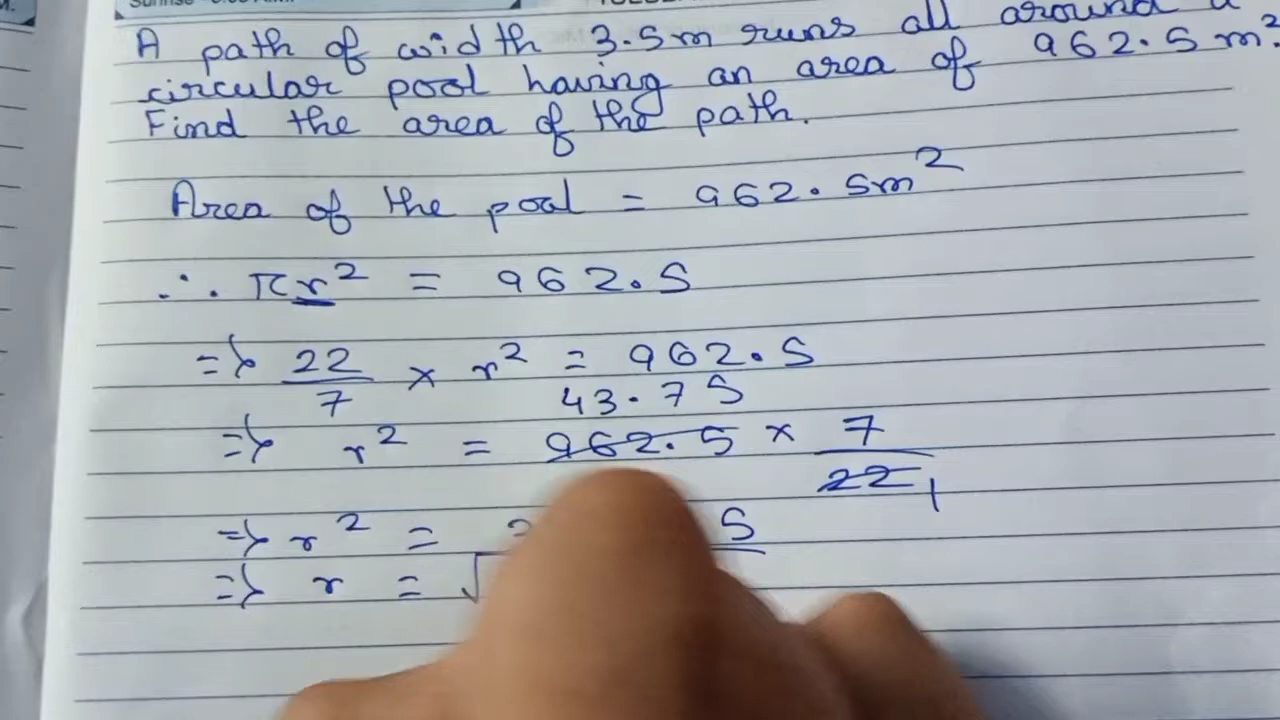 A path of width 3.5m runs all around a
circular pool having an area of 962.5 m².
Find the area of the path.
Area of the pool = 962.5m²
∴ πr² = 962.5
=> 22/7 × r² = 962.5
43.75
=> r² = 962.5 × 7/22 1
=> r² = 5
=> r = √